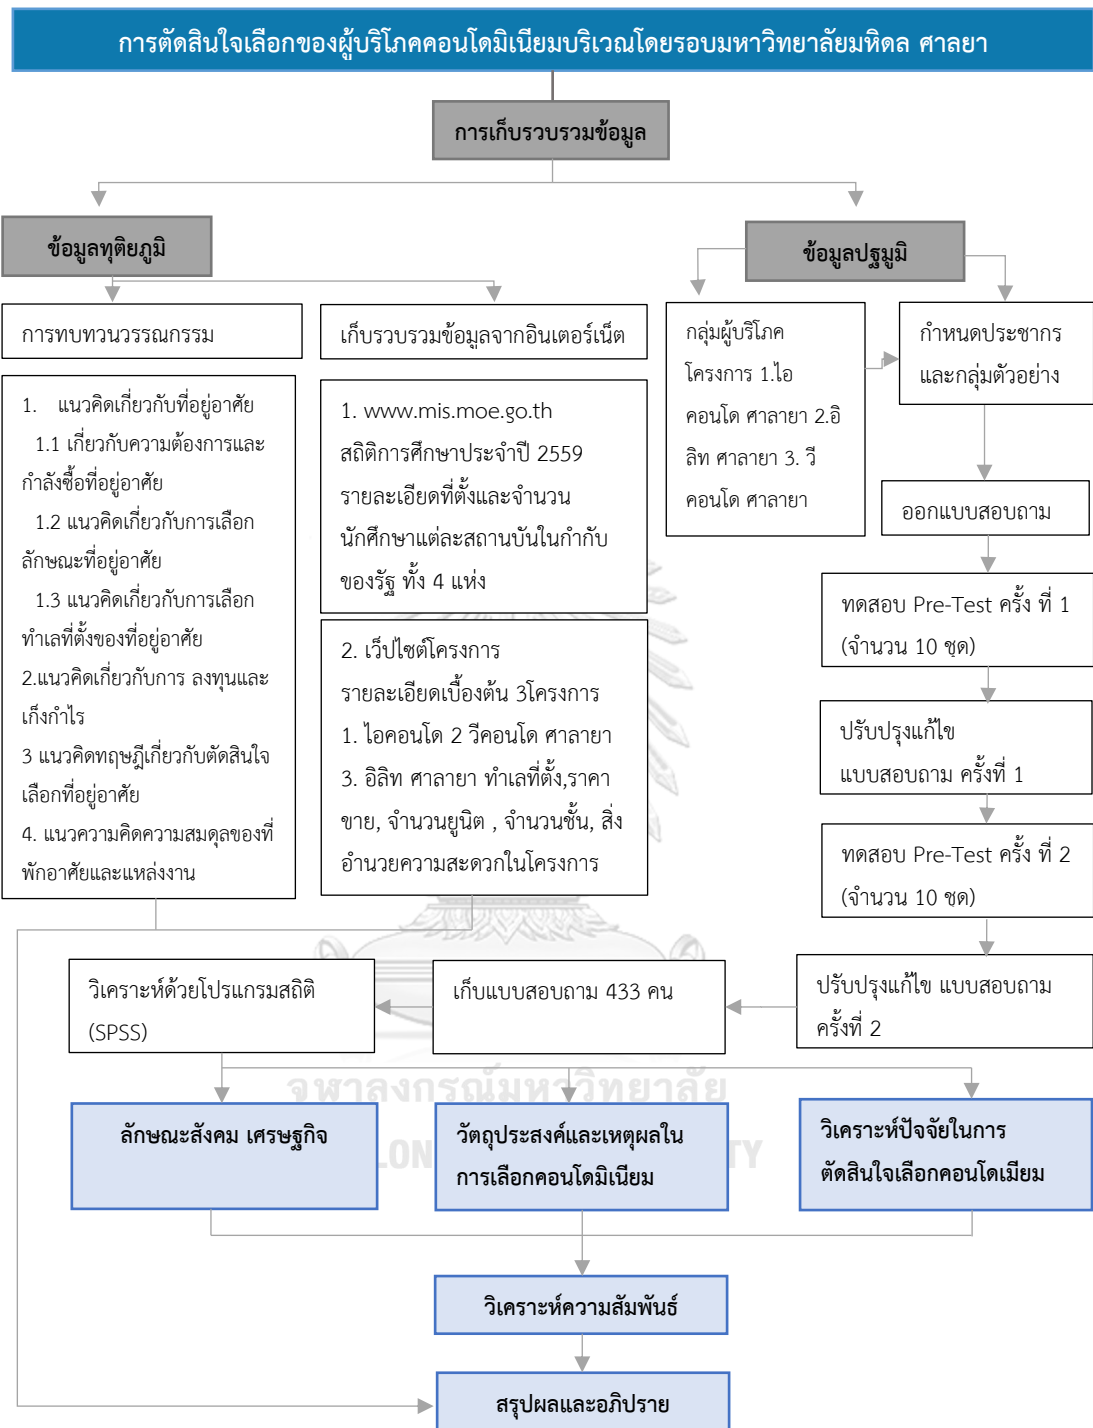 การตัดสินใจเลือกของผู้บริโภคคอนโดมิเนียมบริเวณโดยรอบมหาวิทยาลัยมหิดล ศาลยา
การเก็บรวบรวมข้อมูล
ข้อมูลทุติยภูมิ
ข้อมูลปฐมูมิ
การทบทวนวรรณกรรม
เก็บรวบรวมข้อมูลจากอินเตอร์เน็ต
กลุ่มผู้บริโภค
โครงการ 1.ไอ
คอนโด ศาลายา 2.อิ
ลิท ศาลายา 3. วี
คอนโด ศาลายา
กำหนดประชากร
และกลุ่มตัวอย่าง
1. แนวคิดเกี่ยวกับที่อยู่อาศัย
1.1 เกี่ยวกับความต้องการและ
กำลังซื้อที่อยู่อาศัย
1.2 แนวคิดเกี่ยวกับการเลือก
ลักษณะที่อยู่อาศัย
1.3 แนวคิดเกี่ยวกับการเลือก
ทำเลที่ตั้งของที่อยู่อาศัย
2.แนวคิดเกี่ยวกับการ ลงทุนและ
เก็งกำไร
3 แนวคิดทฤษฎีเกี่ยวกับตัดสินใจ
เลือกที่อยู่อาศัย
4. แนวความคิดความสมดุลของที่
พักอาศัยและแหล่งงาน
1. www.mis.moe.go.th
สถิติการศึกษาประจำปี 2559
รายละเอียดที่ตั้งและจำนวน
นักศึกษาแต่ละสถานบันในกำกับ
ของรัฐ ทั้ง 4 แห่ง
2. เว็ปไซต์โครงการ
รายละเอียดเบื้องต้น 3โครงการ
1. ไอคอนโด 2 วีคอนโด ศาลายา
3. อิลิท ศาลายา ทำเลที่ตั้ง,ราคา
ขาย, จำนวนยูนิต , จำนวนชั้น, สิ่ง
อำนวยความสะดวกในโครงการ
ออกแบบสอบถาม
ทดสอบ Pre-Test ครั้ง ที่ 1
(จำนวน 10 ชุด)
ปรับปรุงแก้ไข
แบบสอบถาม ครั้งที่ 1
ทดสอบ Pre-Test ครั้ง ที่ 2
(จำนวน 10 ชุด)
วิเคราะห์ด้วยโปรแกรมสถิติ
(SPSS)
เก็บแบบสอบถาม 433 คน
ปรับปรุงแก้ไข แบบสอบถาม
ครั้งที่ 2
จุฬาลงกรณ์มหาวิทยาลัย
ลักษณะสังคม เศรษฐกิจ
วัตถุประสงค์และเหตุผลใน
การเลือกคอนโดมิเนียม
วิเคราะห์ปัจจัยในการ
ตัดสินใจเลือกคอนโดเมียม
วิเคราะห์ความสัมพันธ์
สรุปผลและอภิปราย